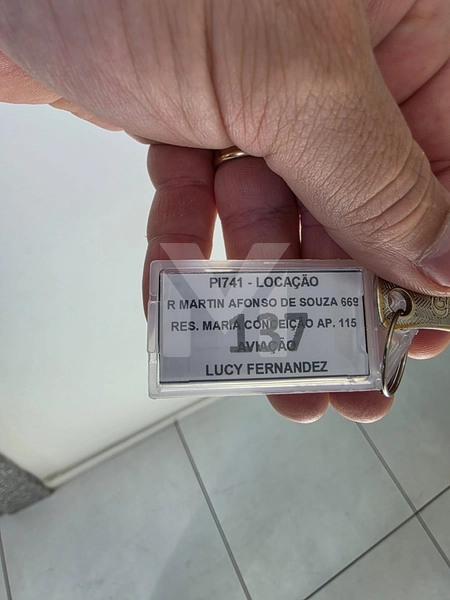 PI741 - LOCAÇÃO
R MARTIN AFONSO DE SOUZA 669
RES. MARIA CONCEIÇÃO AP. 115
137
AVIAÇÃO
LUCY FERNANDEZ